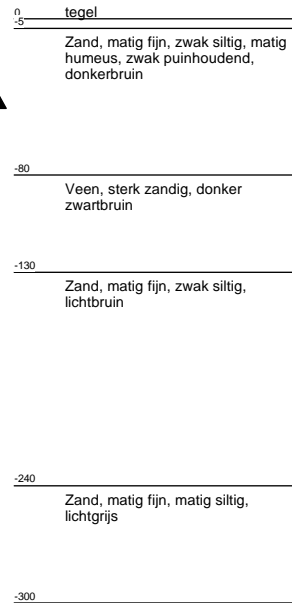 0
tegel
-5
Zand, matig fijn, zwak siltig, matig
humeus, zwak puinhoudend,
donkerbruin
-80
Veen, sterk zandig, donker
zwartbruin
-130
Zand, matig fijn, zwak siltig,
lichtbruin
-240
Zand, matig fijn, matig siltig,
lichtgrijs
-300